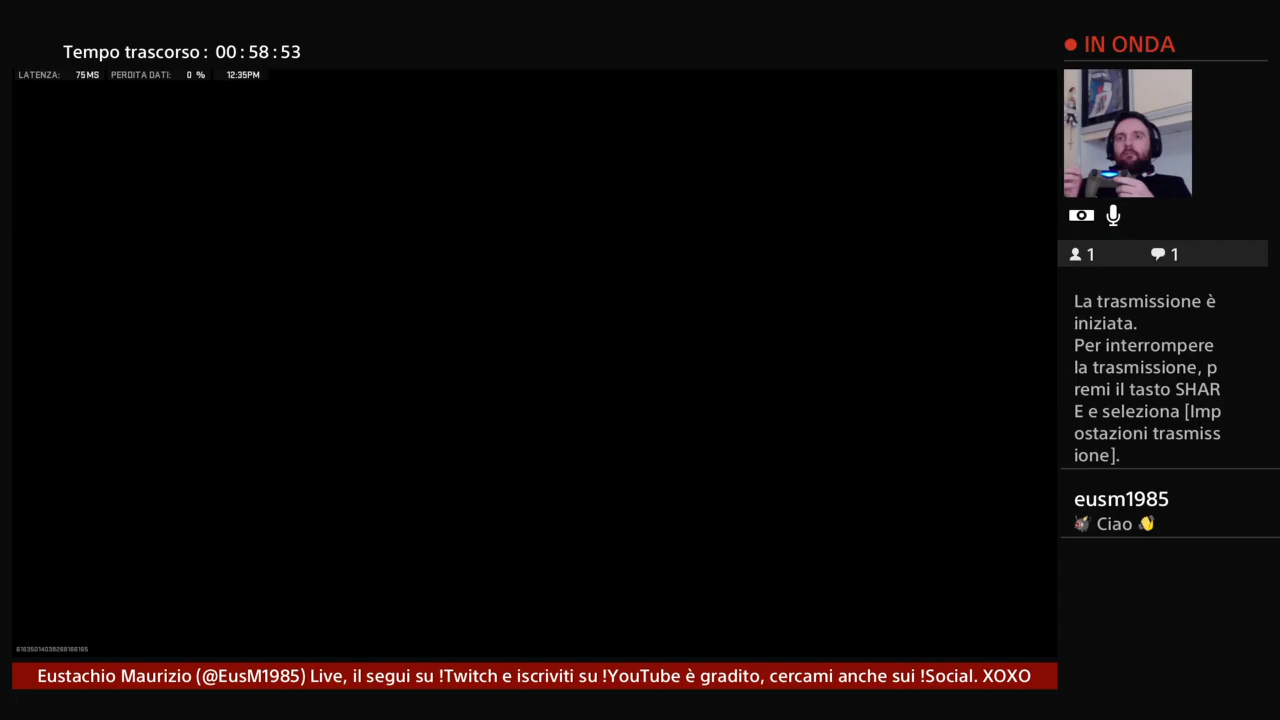 Tempo trascorso : 00 : 58 : 53
IN ONDA
LATENZA: 75 MS PERDITA DATI: 0 % 12:35PM
1 1
La trasmissione è
iniziata.
Per interrompere
la trasmissione, p
remi il tasto SHAR
E e seleziona [Imp
ostazioni trasmiss
ione].
eusm1985
Ciao
Eustachio Maurizio (@EusM1985) Live, il segui su !Twitch e iscriviti su !YouTube è gradito, cercami anche sui !Social. XOXO